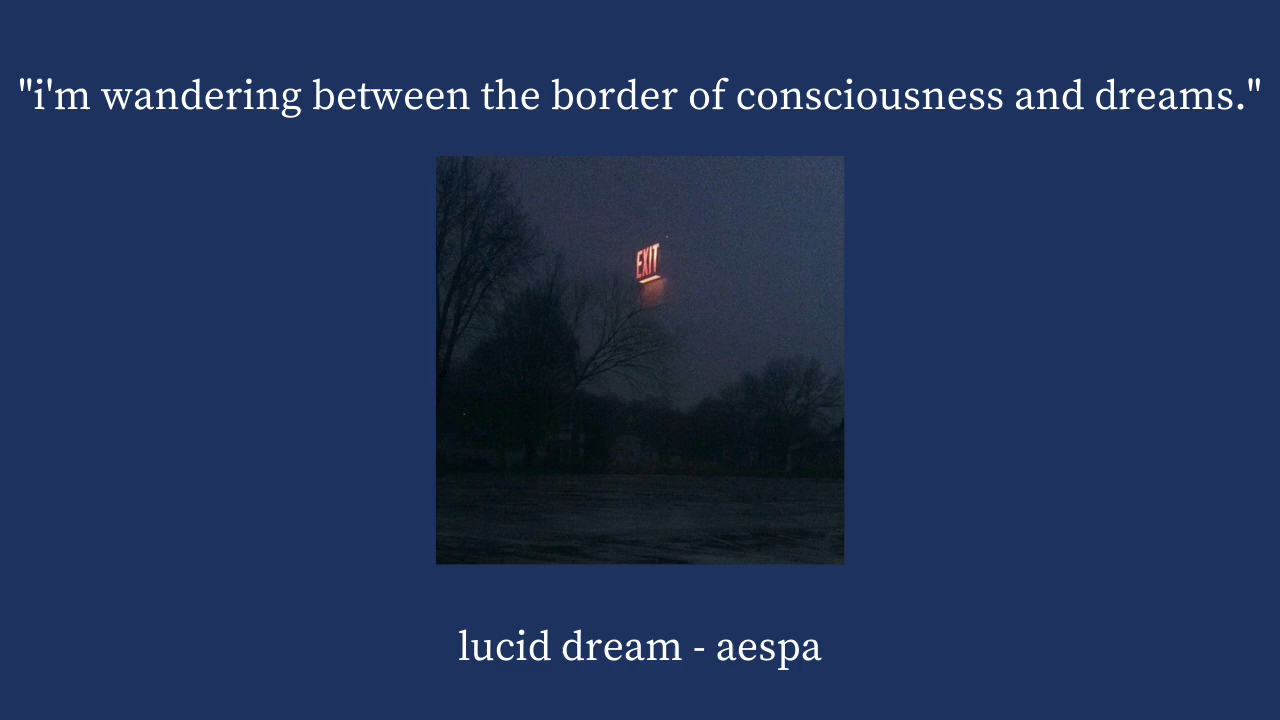 "i'm wandering between the border of consciousness and dreams."
EXIT
lucid dream - aespa